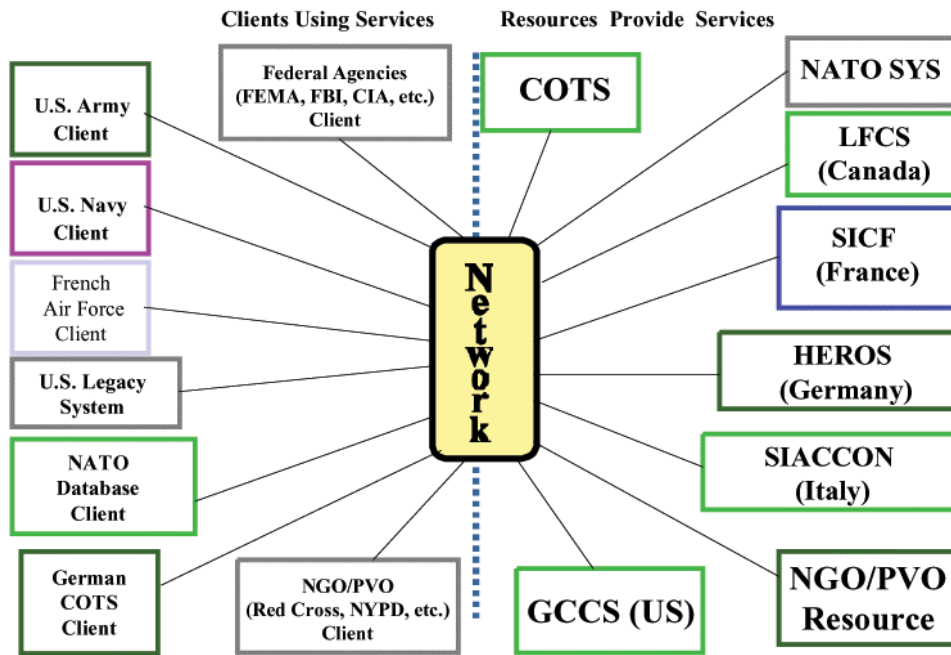 Clients Using Services
Resources Provide Services
U.S. Army
Client
Federal Agencies
(FEMA, FBI, CIA, etc.)
Client
COTS
NATO SYS
LFCS
(Canada)
U.S. Navy
Client
SICF
(France)
French
Air Force
Client
Network
HEROS
(Germany)
U.S. Legacy
System
NATO
Database
Client
SIACCON
(Italy)
German
COTS
Client
NGO/PVO
(Red Cross, NYPD, etc.)
Client
GCCS (US)
NGO/PVO
Resource